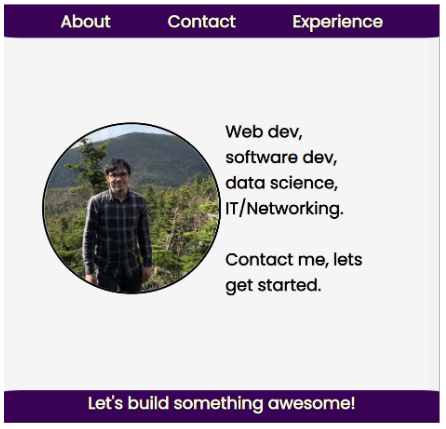 About Contact Experience
Web dev,
software dev,
data science,
IT/Networking.
Contact me, lets
get started.
Let's build something awesome!